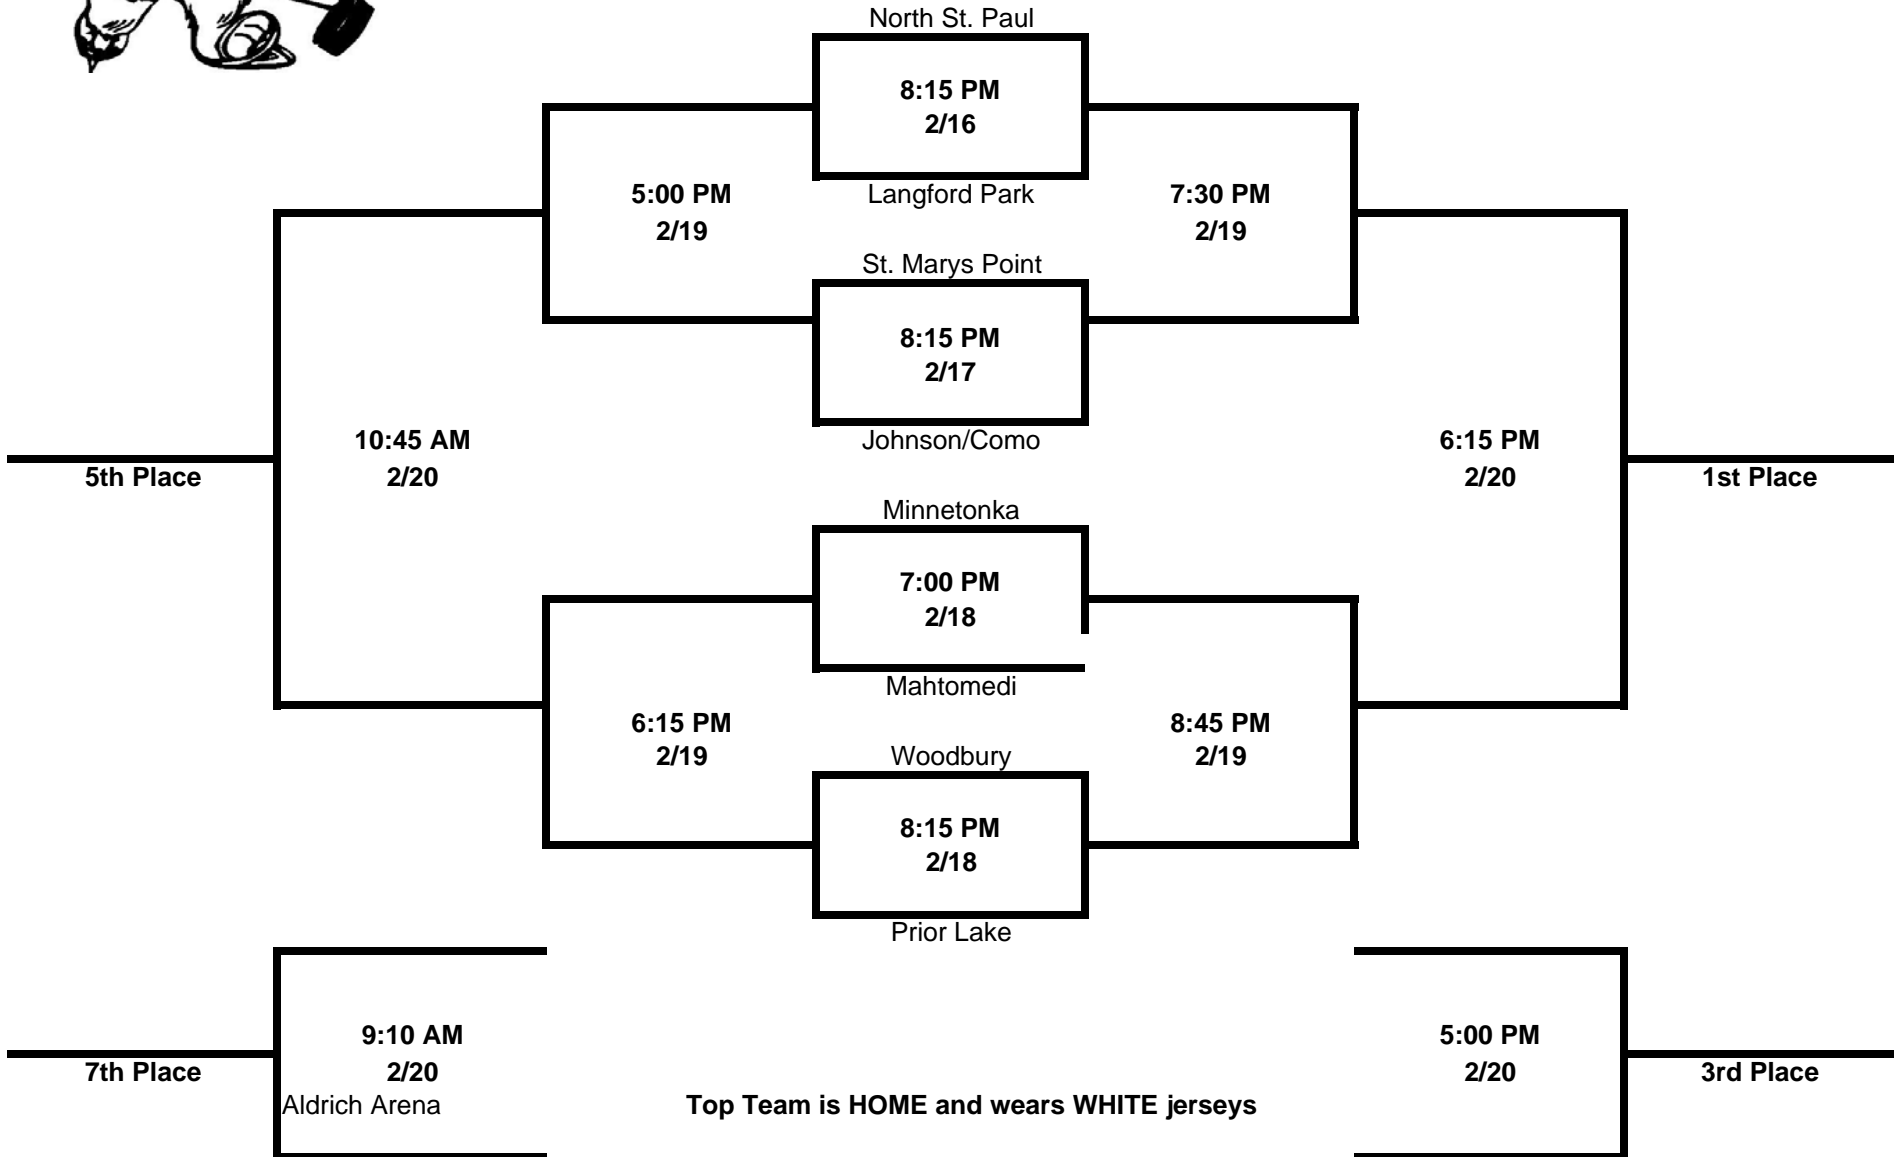 North St. Paul
8:15 PM
2/16
5:00 PM
2/19
Langford Park
7:30 PM
2/19
St. Marys Point
8:15 PM
2/17
Johnson/Como
10:45 AM
2/20
5th Place
6:15 PM
2/20
1st Place
Minnetonka
7:00 PM
2/18
Mahtomedi
6:15 PM
2/19
8:45 PM
2/19
Woodbury
8:15 PM
2/18
Prior Lake
9:10 AM
2/20
7th Place
Aldrich Arena
5:00 PM
2/20
3rd Place
Top Team is HOME and wears WHITE jerseys